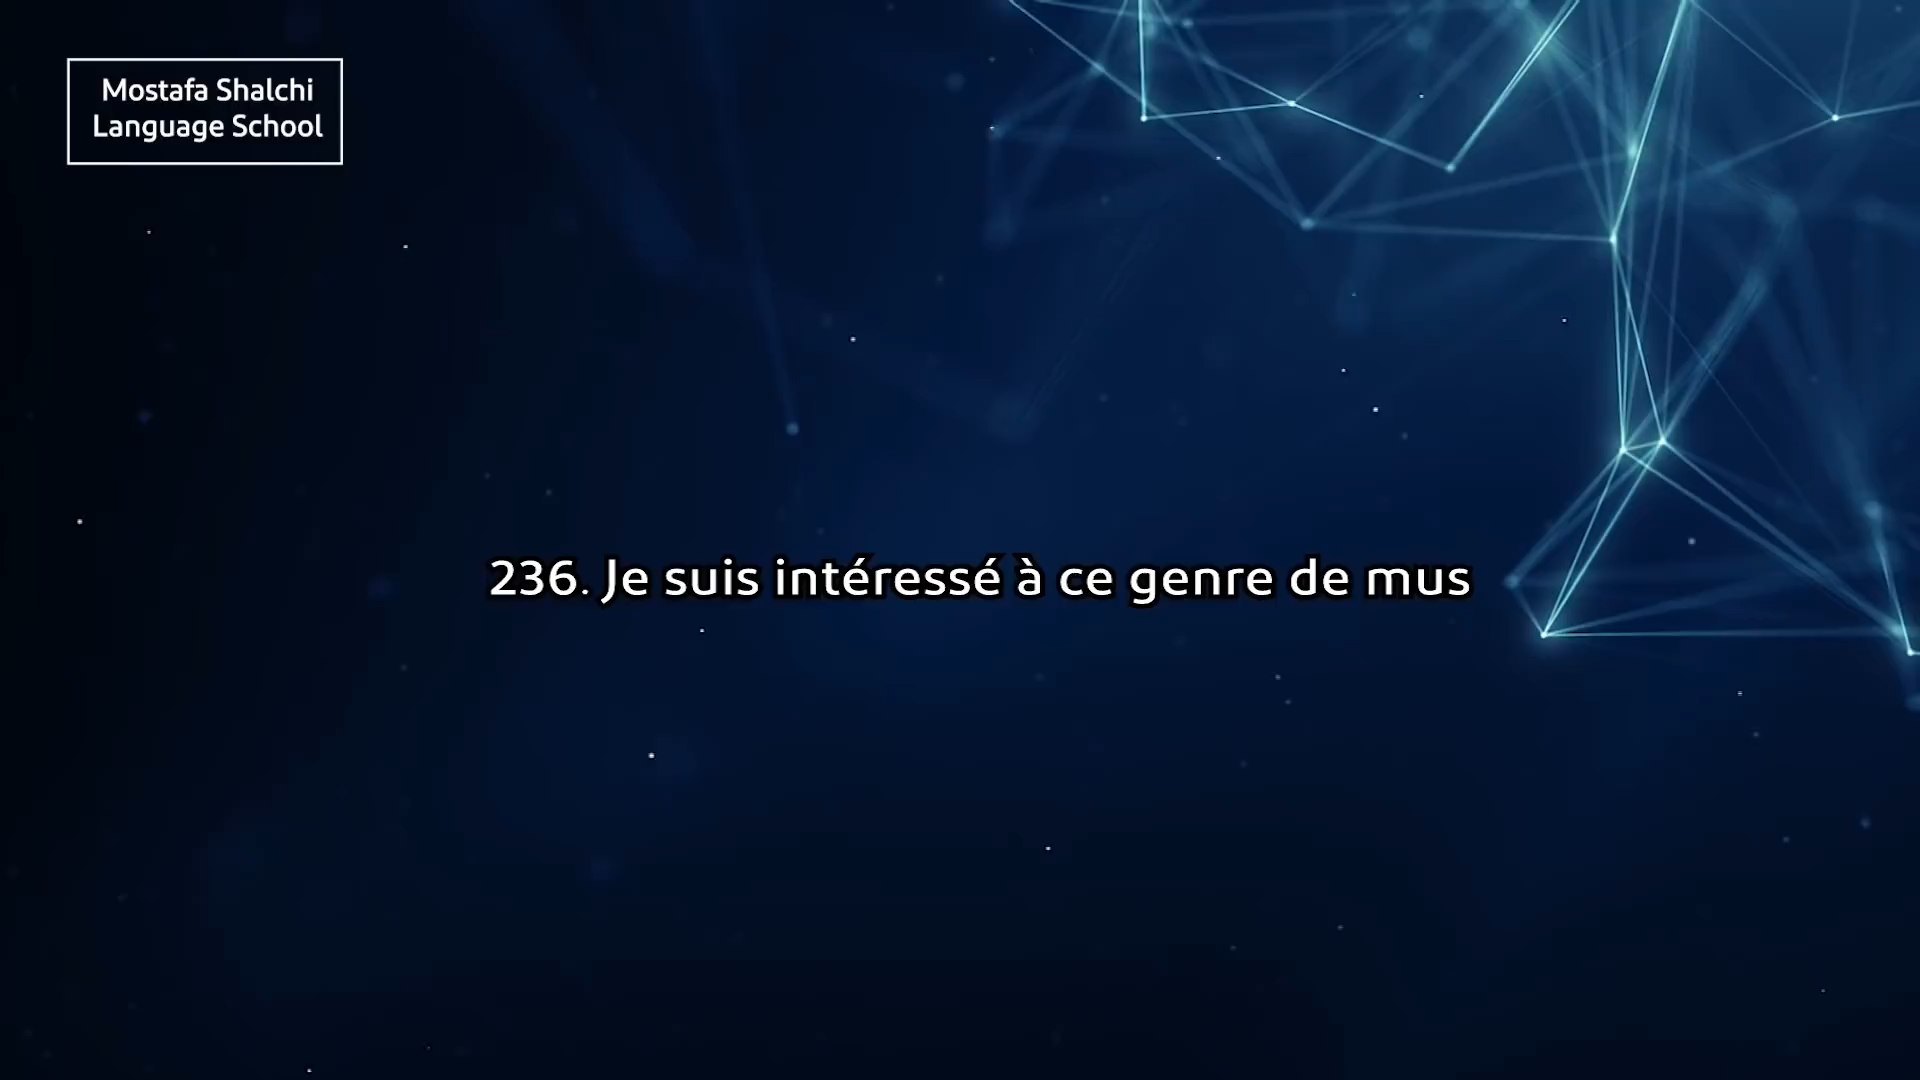 Mostafa Shalchi
Language School
236. Je suis intéressé à ce genre de mus